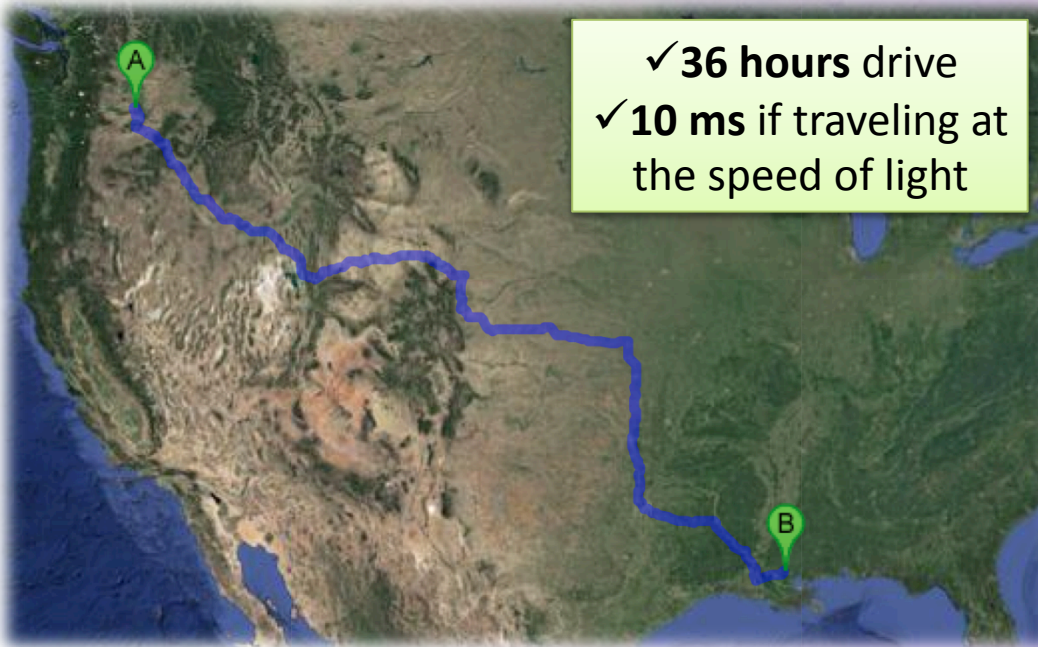 A
✓36 hours drive
✓10 ms if traveling at
the speed of light
B